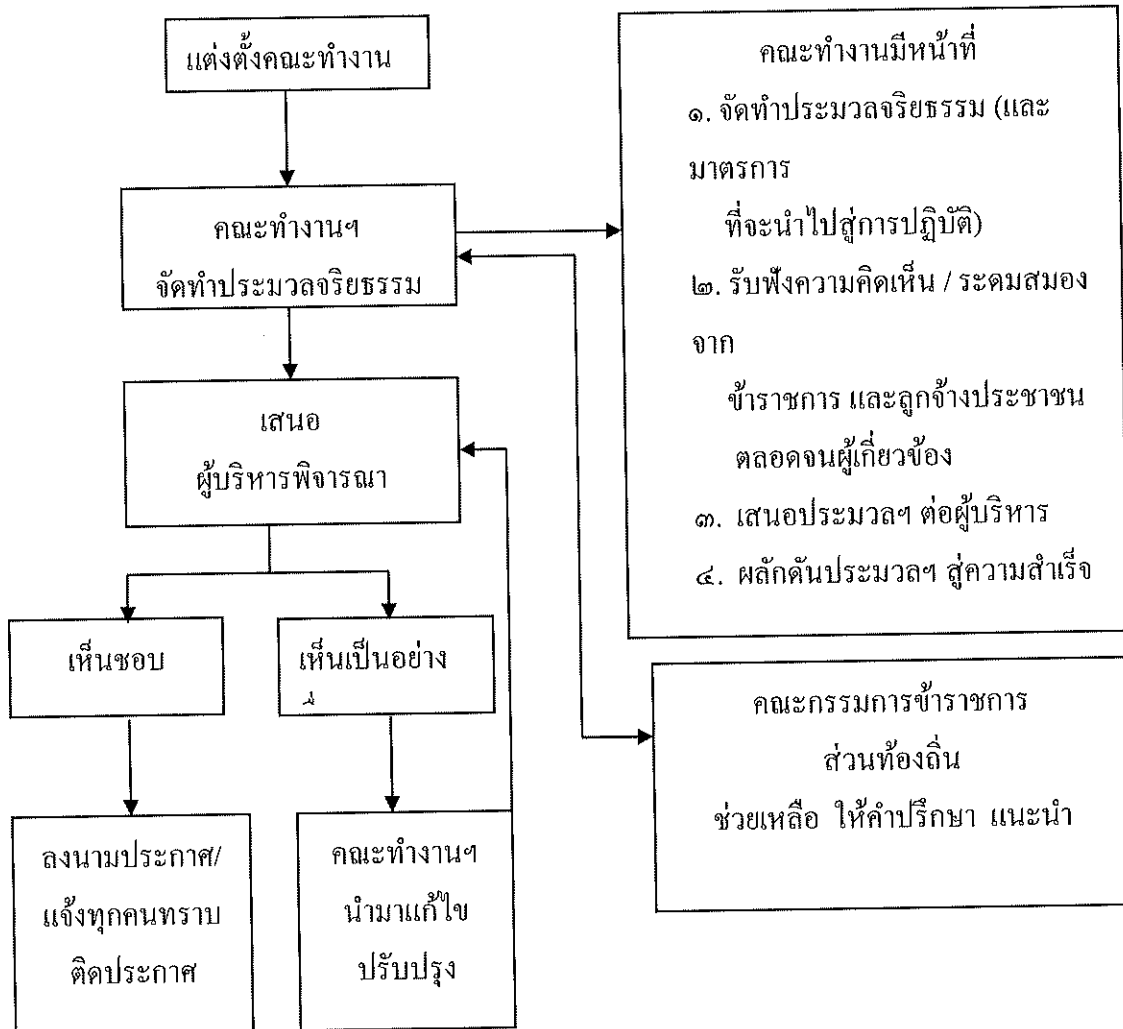 แต่งตั้งคณะทำงาน
คณะทำงานฯ
จัดทำประมวลจริยธรรม
เสนอ
ผู้บริหารพิจารณา
เห็นชอบ
เห็นเป็นอย่าง
ลงนามประกาศ/
แจ้งทุกคนทราบ
ติดประกาศ
คณะทำงานฯ
นำมาแก้ไข
ปรับปรุง
คณะทำงานมีหน้าที่
๑. จัดทำประมวลจริยธรรม (และ
มาตรการ
ที่จะนำไปสู่การปฏิบัติ)
๒. รับฟังความคิดเห็น / ระดมสมอง
จาก
ข้าราชการ และลูกจ้างประชาชน
ตลอดจนผู้เกี่ยวข้อง
๓. เสนอประมวลฯ ต่อผู้บริหาร
๔. ผลักดันประมวลฯ สู่ความสำเร็จ
คณะกรรมการข้าราชการ
ส่วนท้องถิ่น
ช่วยเหลือ ให้คำปรึกษา แนะนำ